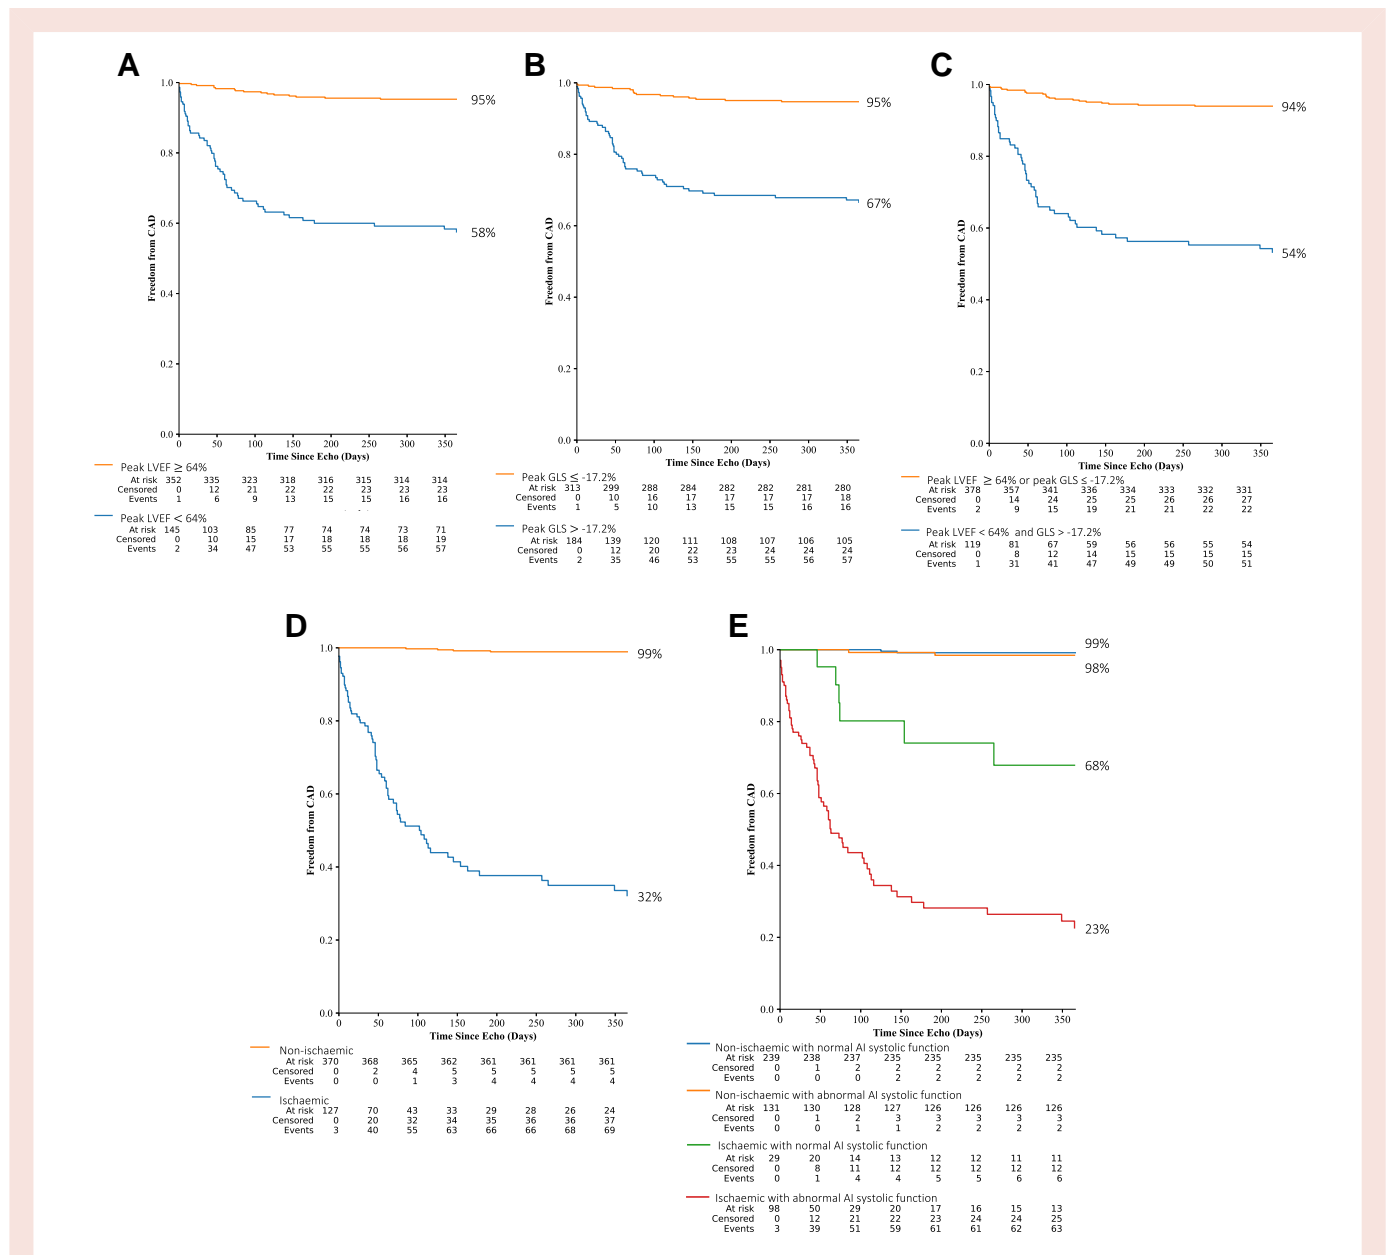 A
1.0
0.8
0.6
0.4
0.2
0.0
Freedom from CAD
95%
58%
0 50 100 150 200 250 300 350
Time Since Echo (Days)
Peak LVEF ≥ 64%
At risk 352 335 323 318 316 315 314 314
Censored 0 12 21 22 22 23 23 23
Events 1 6 9 13 15 15 16 16
Peak LVEF < 64%
At risk 145 103 85 77 74 74 73 71
Censored 0 10 15 17 18 18 18 19
Events 2 34 47 53 55 55 56 57
B
1.0
0.8
0.6
0.4
0.2
0.0
Freedom from CAD
95%
67%
0 50 100 150 200 250 300 350
Time Since Echo (Days)
Peak GLS ≤ -17.2%
At risk 313 299 288 284 282 282 281 280
Censored 0 10 16 17 17 17 17 18
Events 1 5 10 13 15 15 16 16
Peak GLS > -17.2%
At risk 184 139 120 111 108 107 106 105
Censored 0 12 20 22 23 24 24 24
Events 2 35 46 53 55 55 56 57
C
1.0
0.8
0.6
0.4
0.2
0.0
Freedom from CAD
94%
54%
0 50 100 150 200 250 300 350
Time Since Echo (Days)
Peak LVEF ≥ 64% or peak GLS ≤ -17.2%
At risk 378 357 341 336 334 333 332 331
Censored 0 14 24 25 25 26 26 27
Events 2 9 15 19 21 21 22 22
Peak LVEF < 64% and GLS > -17.2%
At risk 119 81 67 59 56 56 55 54
Censored 0 8 12 14 15 15 15 15
Events 1 31 41 47 49 49 50 51
D
1.0
0.8
0.6
0.4
0.2
0.0
Freedom from CAD
99%
32%
0 50 100 150 200 250 300 350
Time Since Echo (Days)
Non-ischaemic
At risk 370 368 365 362 361 361 361 361
Censored 0 2 4 5 5 5 5 5
Events 0 0 1 3 4 4 4 4
Ischaemic
At risk 127 70 43 33 29 28 26 24
Censored 0 20 32 34 35 36 36 37
Events 3 40 55 63 66 66 68 69
E
1.0
0.8
0.6
0.4
0.2
0.0
Freedom from CAD
99%
98%
68%
23%
0 50 100 150 200 250 300 350
Time Since Echo (Days)
Non-ischaemic with normal AI systolic function
At risk 239 238 237 235 235 235 235 235
Censored 0 1 2 2 2 2 2 2
Events 0 0 0 2 2 2 2 2
Non-ischaemic with abnormal AI systolic function
At risk 131 130 128 127 126 126 126 126
Censored 0 1 2 3 3 3 3 3
Events 0 0 1 1 2 2 2 2
Ischaemic with normal AI systolic function
At risk 29 20 14 13 12 12 11 11
Censored 0 8 11 12 12 12 12 12
Events 0 1 4 4 5 5 6 6
Ischaemic with abnormal AI systolic function
At risk 98 50 29 20 17 16 15 13
Censored 0 12 21 22 23 24 24 25
Events 3 39 51 59 61 61 62 63